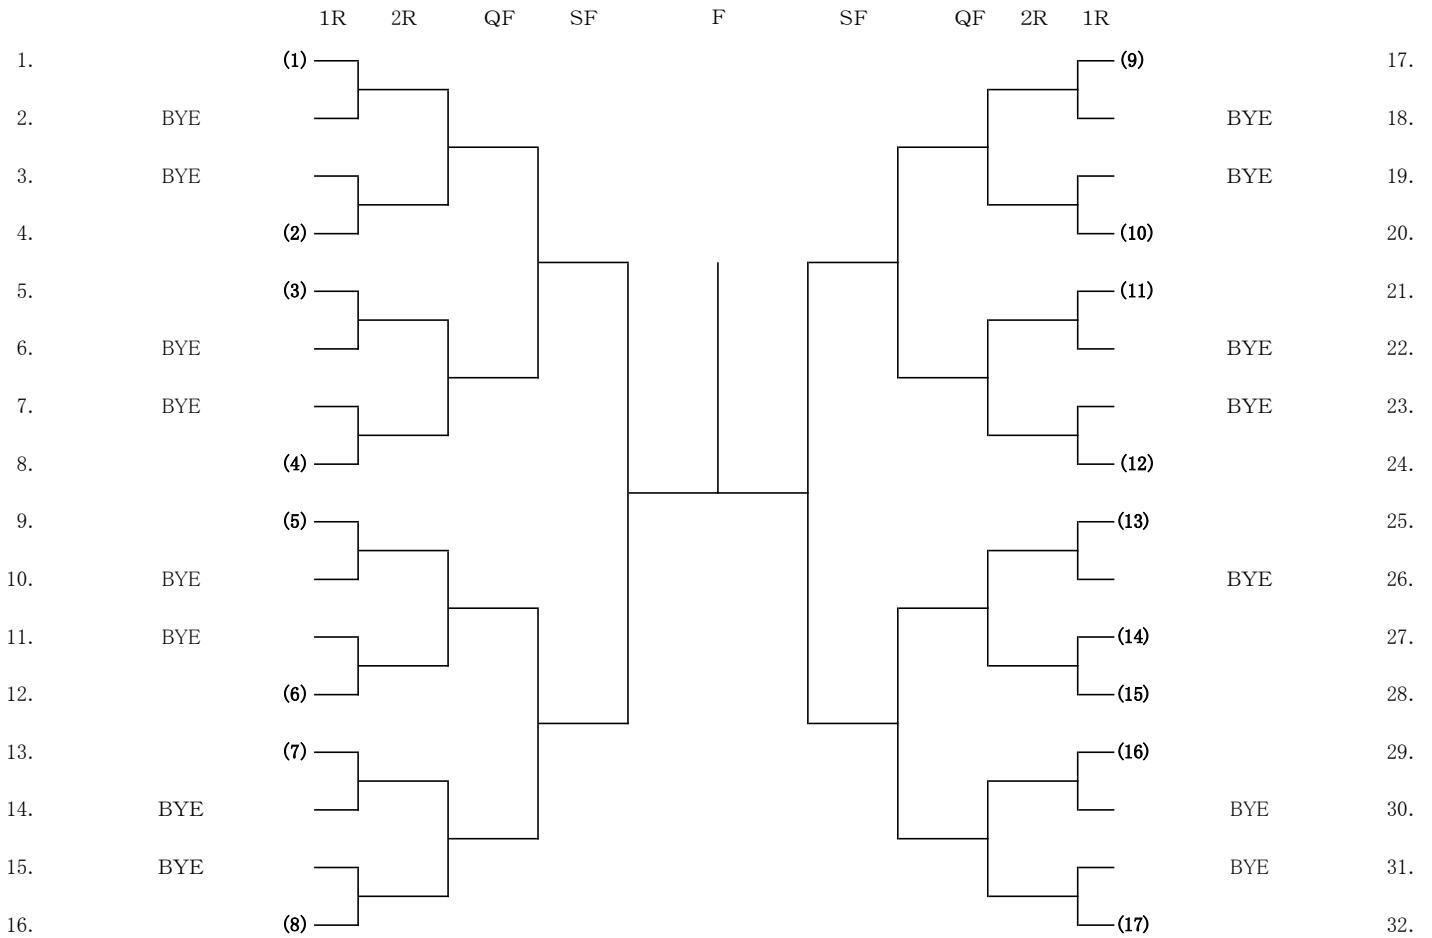 1R 2R QF SF F SF QF 2R 1R
1. (1) (9) 17.
2. BYE BYE 18.
3. BYE BYE 19.
4. (2) (10) 20.
5. (3) (11) 21.
6. BYE BYE 22.
7. BYE BYE 23.
8. (4) (12) 24.
9. (5) (13) 25.
10. BYE BYE 26.
11. BYE (14) 27.
12. (6) (15) 28.
13. (7) (16) 29.
14. BYE BYE 30.
15. BYE BYE 31.
16. (8) (17) 32.